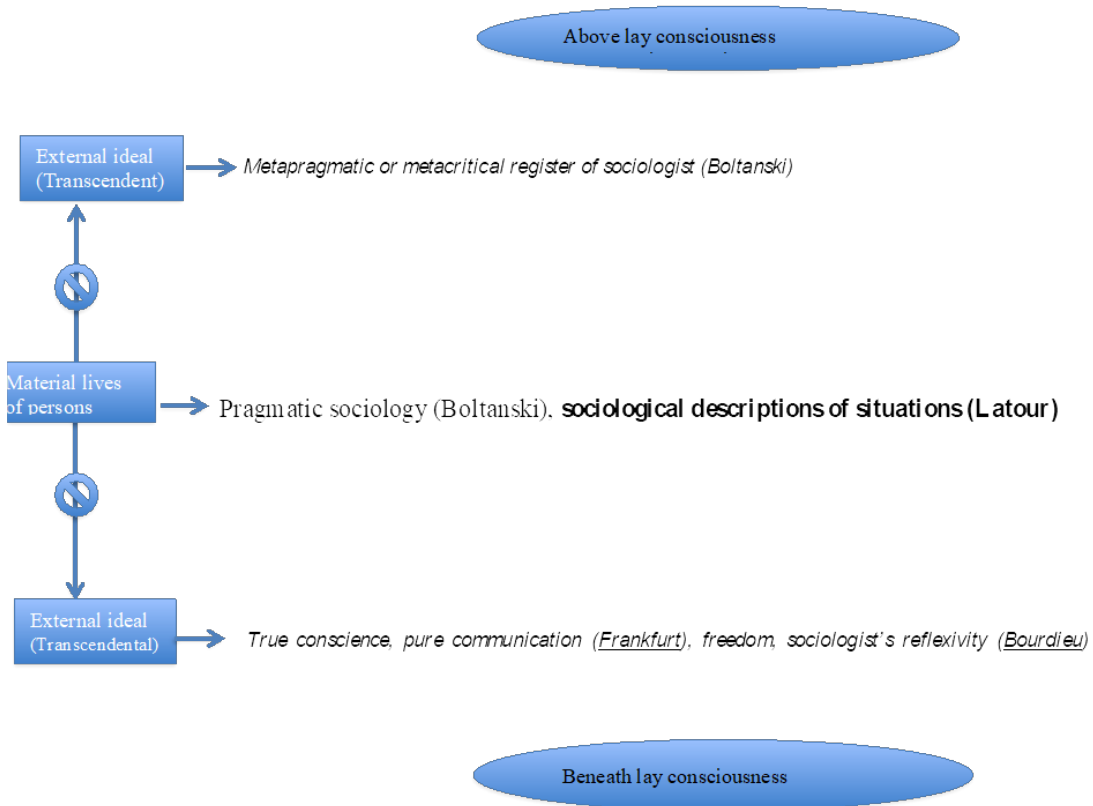 Above lay consciousness
External ideal
(Transcendent)
Metapragmatic or metacritical register of sociologist (Boltanski)
Material lives
of persons
Pragmatic sociology (Boltanski), sociological descriptions of situations (Latour)
External ideal
(Transcendental)
True conscience, pure communication (Frankfurt), freedom, sociologist's reflexivity (Bourdieu)
Beneath lay consciousness